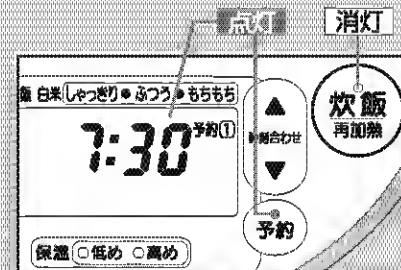 点灯
消灯
飯 白米 しゃっきり ● ふつう ● もちもち
7:30 予約①
▲
時合わせ
▼
炊飯
再加熱
予約
保温 ○低め ○高め